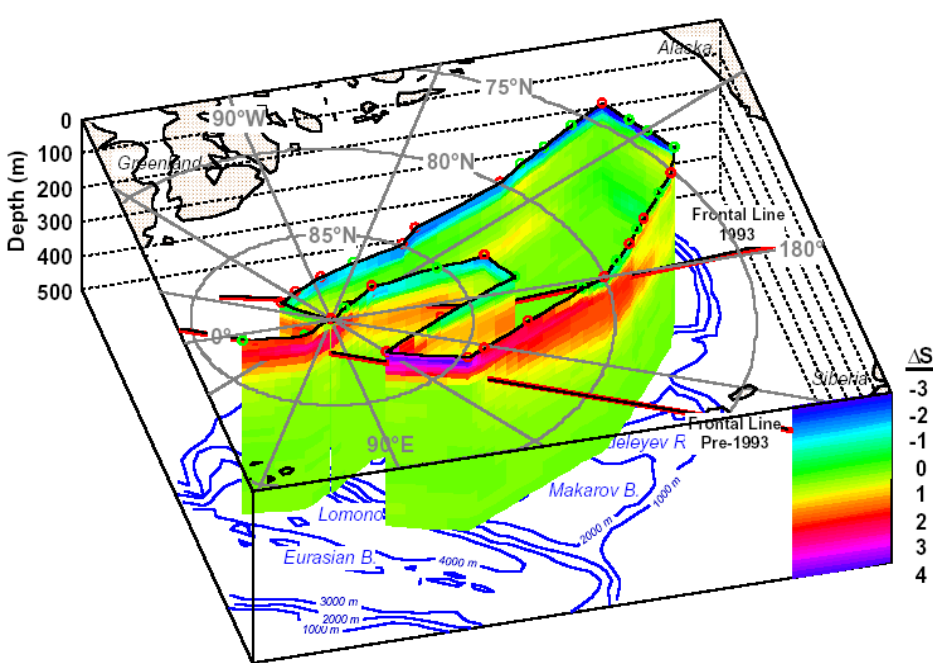 Alaska
75°N
90°W
0
100
Greenland
80°N
200
300
85°N
Frontal Line
1993
400
180°
500
0°
ΔS
Siberia
-3
-2
Frontal Line
Pre-1993
90°E
deleyev R
-1
0
Makarov B.
1000 m
1
Lomono
2000 m
2
Eurasian B.
4000 m
3
4
3000 m
2000 m
1000 m
Depth (m)